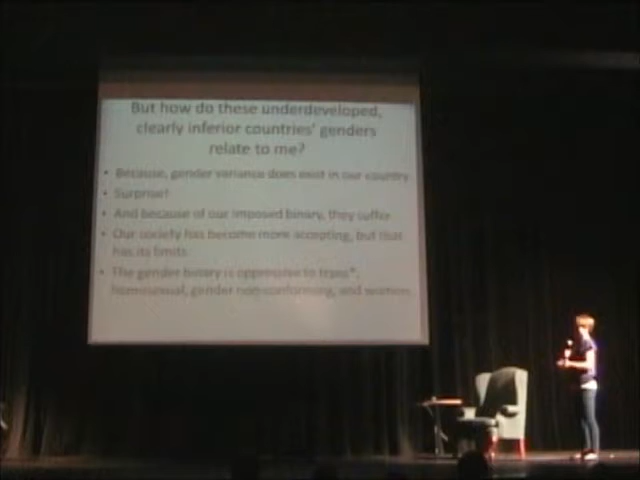 But how do these underdeveloped,
clearly inferior countries' genders
relate to me?
• Because, gender variance does exist in our country
• Surprise!
• And because of our imposed binary, they suffer
• Our society has become more accepting, but that
has its limits
• The gender binary is oppressive to trans*,
homosexual, gender non-conforming, and women